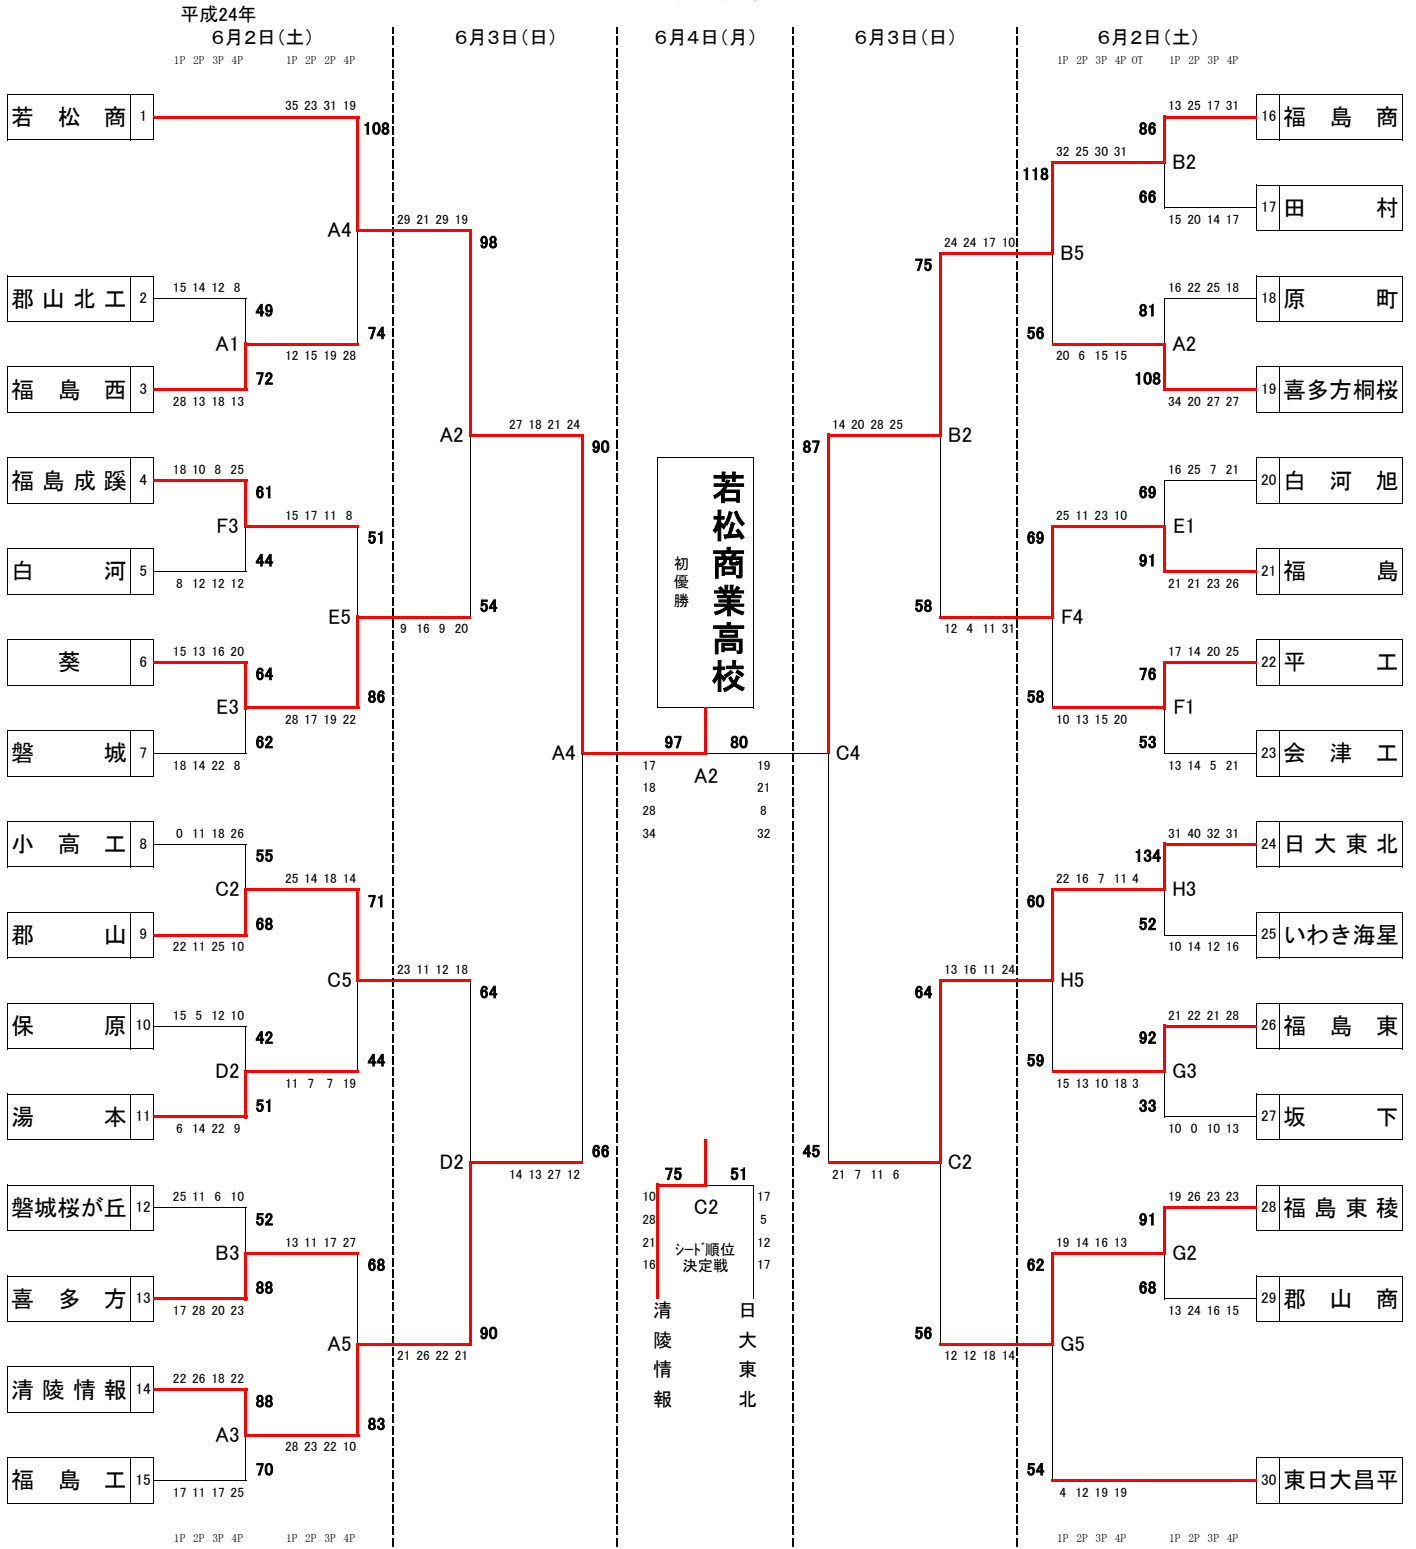 平成24年
6月2日(土) 6月3日(日) 6月4日(月) 6月3日(日) 6月2日(土)
1P 2P 3P 4P 1P 2P 2P 4P 1P 2P 3P 4P OT 1P 2P 3P 4P
若松商 1
35 23 31 19
108
A4
郡山北工 2
15 14 12 8
49
A1
74
12 15 19 28
福島西 3
72
28 13 18 13
29 21 29 19
98
福島成蹊 4
18 10 8 25
61
F3
15 17 11 8
51
白河 5
44
8 12 12 12
E5
9 16 9 20
54
葵 6
15 13 16 20
64
E3
86
28 17 19 22
磐城 7
62
18 14 22 8
A2
27 18 21 24
90
小高工 8
0 11 18 26
55
C2
25 14 18 14
71
郡山 9
68
22 11 25 10
C5
23 11 12 18
64
保原 10
15 5 12 10
42
D2
44
11 7 7 19
湯本 11
51
6 14 22 9
D2
14 13 27 12
66
磐城桜が丘 12
25 11 6 10
52
B3
13 11 17 27
68
喜多方 13
88
17 28 20 23
A5
21 26 22 21
90
清陵情報 14
22 26 18 22
88
A3
83
28 23 22 10
福島工 15
70
17 11 17 25
A4
若松商業高校
初優勝
97 80
A2
17 19
18 21
28 8
34 32
75 51
C2
10 17
28 5
21 12
16 17
シード順位
決定戦
清陵情報
日大東北
C4
87
14 20 28 25
B2
75
24 24 17 10
58
12 4 11 31
45
21 7 11 6
C2
64
13 16 11 24
56
12 12 18 14
13 25 17 31
16 福島商
86
B2
118
32 25 30 31
66
17 田村
15 20 14 17
B5
16 22 25 18
18 原町
81
A2
56
20 6 15 15
108
19 喜多方桐桜
34 20 27 27
16 25 7 21
20 白河旭
69
E1
69
25 11 23 10
91
21 福島
21 21 23 26
F4
17 14 20 25
22 平工
76
F1
58
10 13 15 20
53
23 会津工
13 14 5 21
31 40 32 31
24 日大東北
134
H3
60
22 16 7 11 4
52
25 いわき海星
10 14 12 16
H5
21 22 21 28
26 福島東
92
G3
59
15 13 10 18 3
33
27 坂下
10 0 10 13
19 26 23 23
28 福島東稜
91
G2
62
19 14 16 13
68
29 郡山商
13 24 16 15
G5
54
4 12 19 19
30 東日大昌平
1P 2P 3P 4P 1P 2P 3P 4P 1P 2P 3P 4P 1P 2P 3P 4P